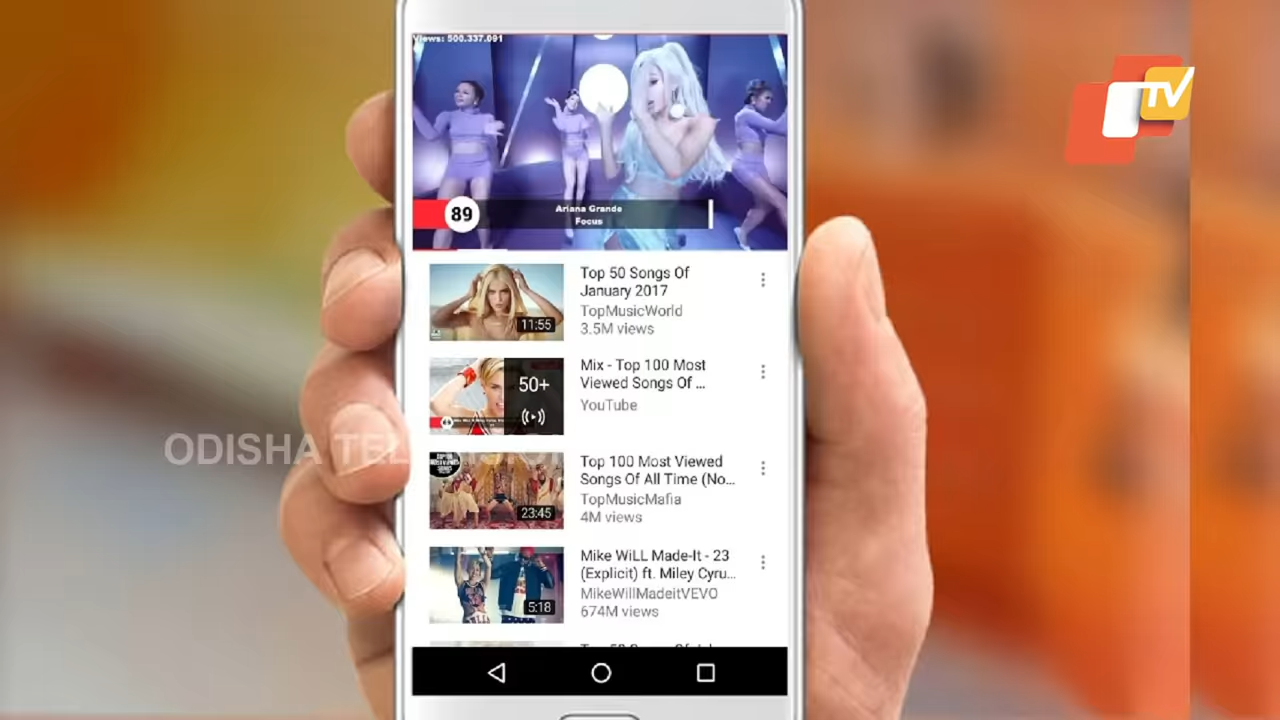 Views: 500.337.091
TV
89
Ariana Grande
Focus
Top 50 Songs Of
January 2017
TopMusicWorld
3.5M views
11:55
Mix - Top 100 Most
Viewed Songs Of ...
YouTube
50+
Top 100 Most Viewed
Songs Of All Time (No...
TopMusicMafia
4M views
23:45
Mike WiLL Made-It - 23
(Explicit) ft. Miley Cyru...
MikeWillMadeitVEVO
674M views
5:18
ODISHA TEL